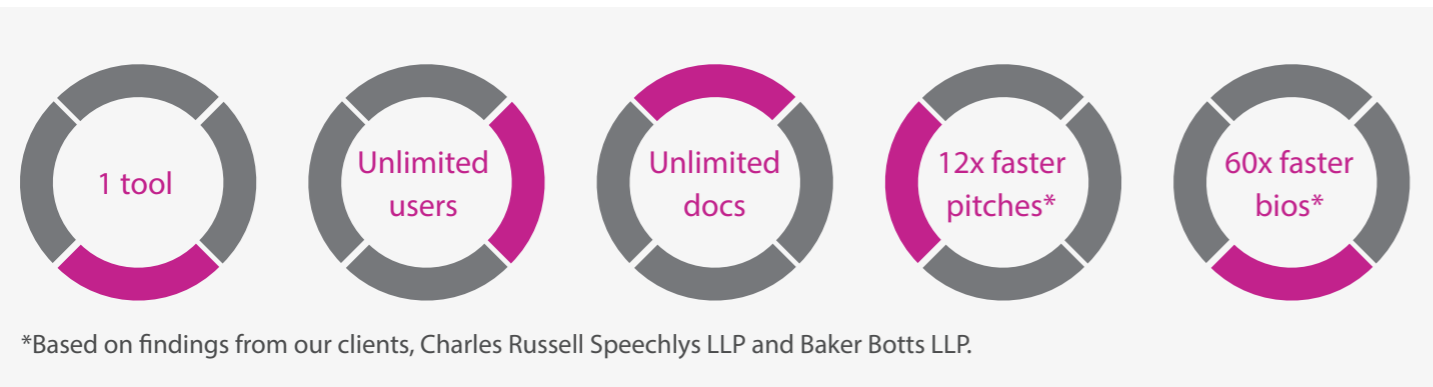 1 tool
Unlimited
users
Unlimited
docs
12x faster
pitches*
60x faster
bios*
*Based on findings from our clients, Charles Russell Speechlys LLP and Baker Botts LLP.